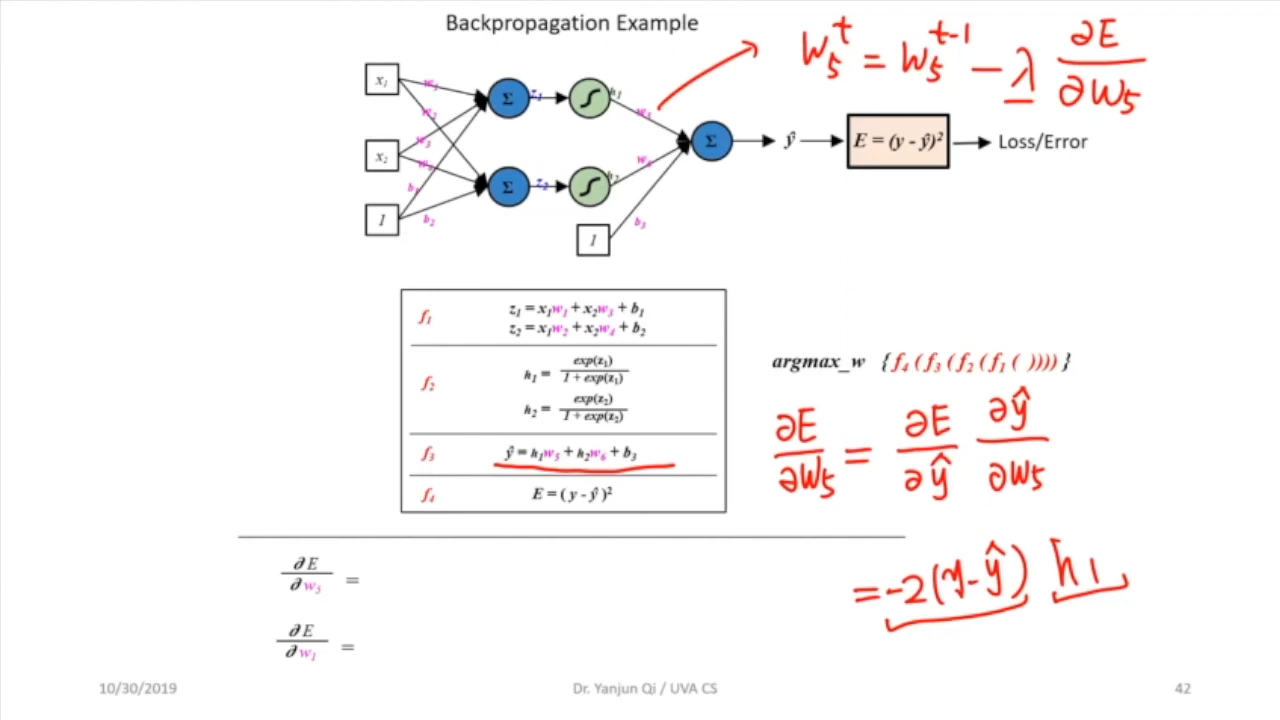 Backpropagation Example
W₅ᵗ = W₅ᵗ⁻¹ − λ ∂E/∂W₅
x₁
x₂
1
w₁
w₂
w₃
b₁
b₂
Σ
Σ
z₁
z₂
h₁
h₂
w₅
w₆
1
b₃
Σ
ŷ
E = (y - ŷ)²
Loss/Error
f₁
z₁ = x₁w₁ + x₂w₃ + b₁
z₂ = x₁w₂ + x₂w₄ + b₂
f₂
h₁ = exp(z₁) / 1 + exp(z₁)
h₂ = exp(z₂) / 1 + exp(z₂)
f₃
ŷ = h₁w₅ + h₂w₆ + b₃
f₄
E = ( y - ŷ )²
argmax_w {f₄ ( f₃ ( f₂ ( f₁ ( ))))}
∂E/∂W₅ = ∂E/∂ŷ ∂ŷ/∂W₅
= -2(y-ŷ) h₁
∂E/∂w₅ =
∂E/∂w₁ =
10/30/2019
Dr. Yanjun Qi / UVA CS
42